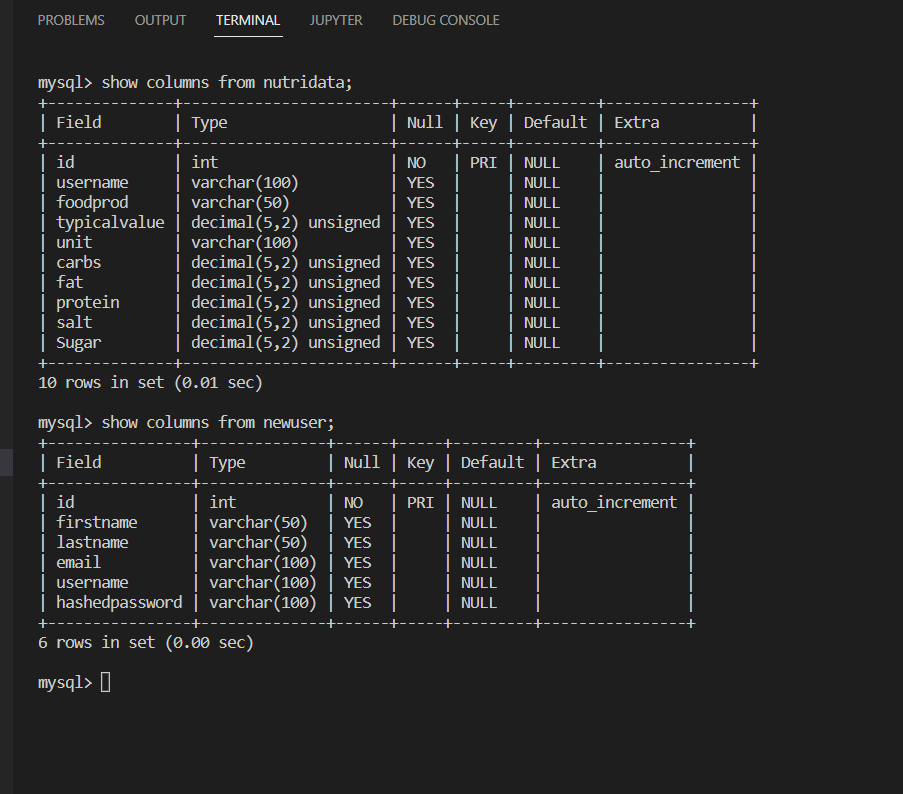 PROBLEMS OUTPUT TERMINAL JUPYTER DEBUG CONSOLE
mysql> show columns from nutridata;
+--------------+-----------------------+------+-----+---------+----------------+
| Field        | Type                  | Null | Key | Default | Extra          |
+--------------+-----------------------+------+-----+---------+----------------+
| id           | int                   | NO   | PRI | NULL    | auto_increment |
| username     | varchar(100)          | YES  |     | NULL    |                |
| foodprod     | varchar(50)           | YES  |     | NULL    |                |
| typicalvalue | decimal(5,2) unsigned | YES  |     | NULL    |                |
| unit         | varchar(100)          | YES  |     | NULL    |                |
| carbs        | decimal(5,2) unsigned | YES  |     | NULL    |                |
| fat          | decimal(5,2) unsigned | YES  |     | NULL    |                |
| protein      | decimal(5,2) unsigned | YES  |     | NULL    |                |
| salt         | decimal(5,2) unsigned | YES  |     | NULL    |                |
| Sugar        | decimal(5,2) unsigned | YES  |     | NULL    |                |
+--------------+-----------------------+------+-----+---------+----------------+
10 rows in set (0.01 sec)
mysql> show columns from newuser;
+----------------+--------------+------+-----+---------+----------------+
| Field          | Type         | Null | Key | Default | Extra          |
+----------------+--------------+------+-----+---------+----------------+
| id             | int          | NO   | PRI | NULL    | auto_increment |
| firstname      | varchar(50)  | YES  |     | NULL    |                |
| lastname       | varchar(50)  | YES  |     | NULL    |                |
| email          | varchar(100) | YES  |     | NULL    |                |
| username       | varchar(100) | YES  |     | NULL    |                |
| hashedpassword | varchar(100) | YES  |     | NULL    |                |
+----------------+--------------+------+-----+---------+----------------+
6 rows in set (0.00 sec)
mysql>